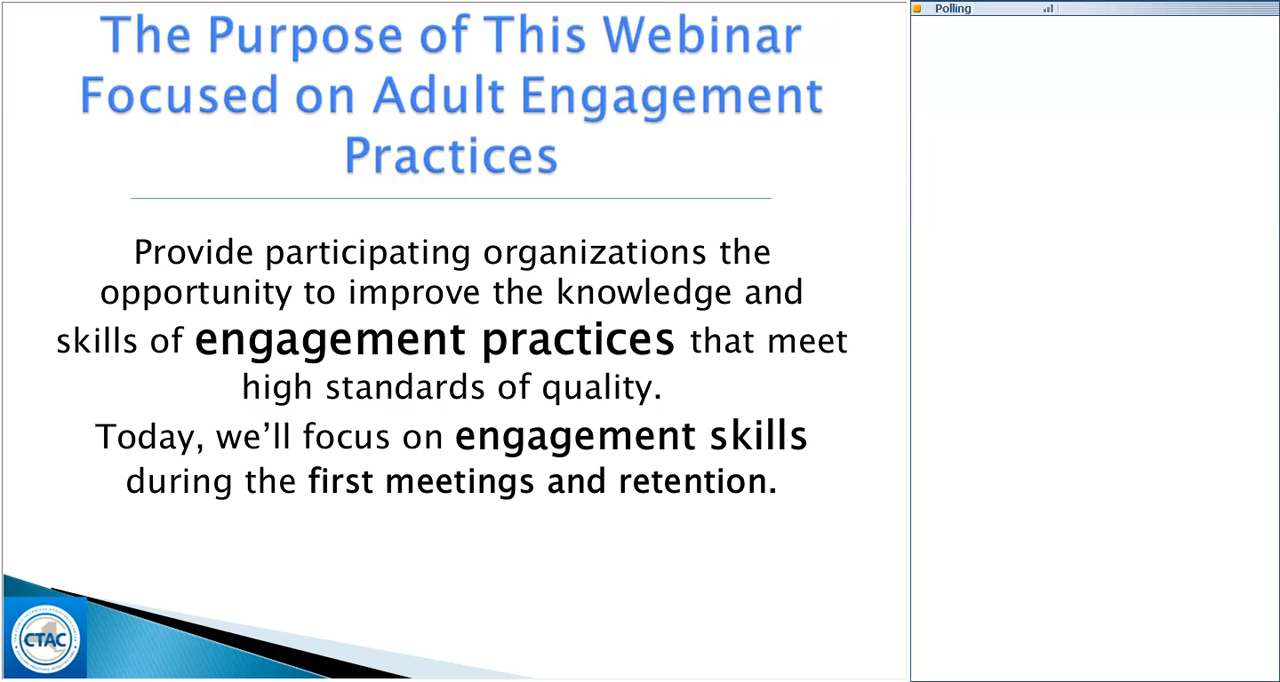 The Purpose of This Webinar
Focused on Adult Engagement
Practices
Provide participating organizations the
opportunity to improve the knowledge and
skills of engagement practices that meet
high standards of quality.
Today, we’ll focus on engagement skills
during the first meetings and retention.
CTAC
Polling